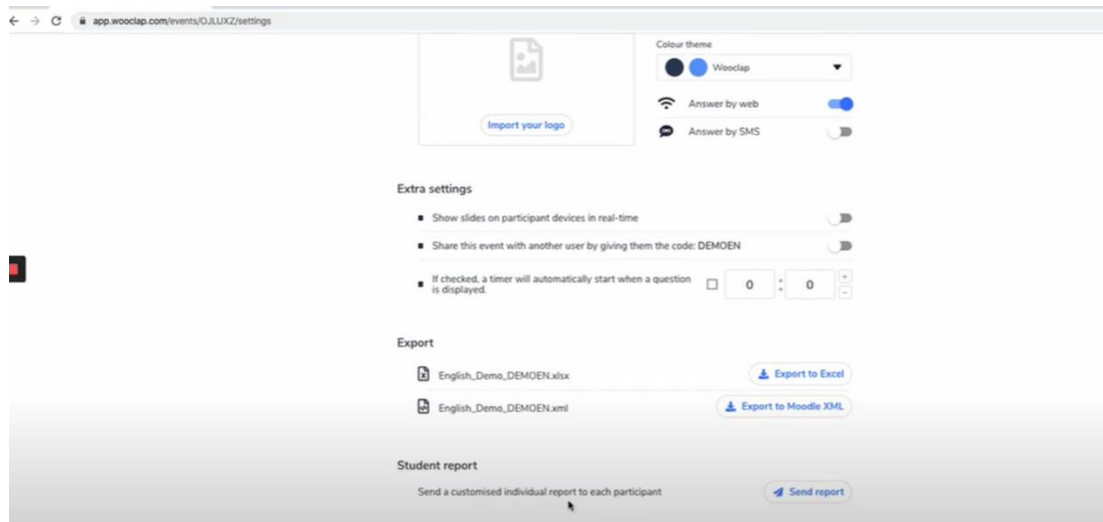 app.wooclap.com/events/OJLUXZ/settings
Colour theme
Wooclap
Import your logo
Answer by web
Answer by SMS
Extra settings
Show slides on participant devices in real-time
Share this event with another user by giving them the code: DEMOEN
If checked, a timer will automatically start when a question
is displayed.
0 : 0
Export
English_Demo_DEMOEN.xlsx
Export to Excel
English_Demo_DEMOEN.xml
Export to Moodle XML
Student report
Send a customised individual report to each participant
Send report